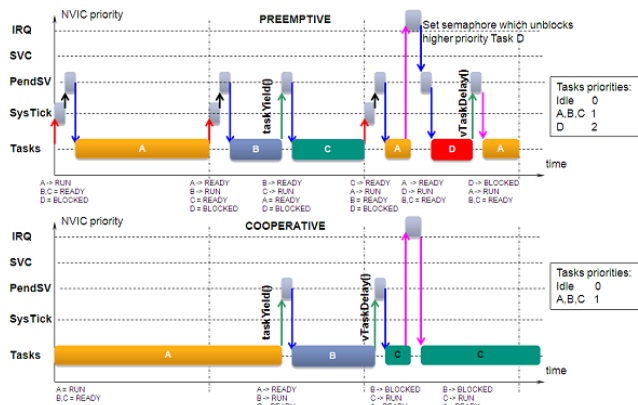 NVIC priority
PREEMPTIVE
IRQ
SVC
PendSV
SysTick
Tasks
Set semaphore which unblocks
higher priority Task D
taskYield()
vTaskDelay()
A
B
C
A
D
A
time
Tasks priorities:
Idle 0
A,B,C 1
D 2
A -> RUN
B,C = READY
D = BLOCKED
A -> READY
B -> RUN
C = READY
D = BLOCKED
B -> READY
C -> RUN
A = READY
D = BLOCKED
C -> READY
A -> RUN
B = READY
D = BLOCKED
A -> READY
D -> RUN
B,C = READY
D -> BLOCKED
A -> RUN
B,C = READY
NVIC priority
COOPERATIVE
IRQ
SVC
PendSV
SysTick
Tasks
taskYield()
vTaskDelay()
A
B
C
C
time
Tasks priorities:
Idle 0
A,B,C 1
A = RUN
B,C = READY
A -> READY
B -> RUN
B -> BLOCKED
C -> RUN
B -> BLOCKED
C -> RUN